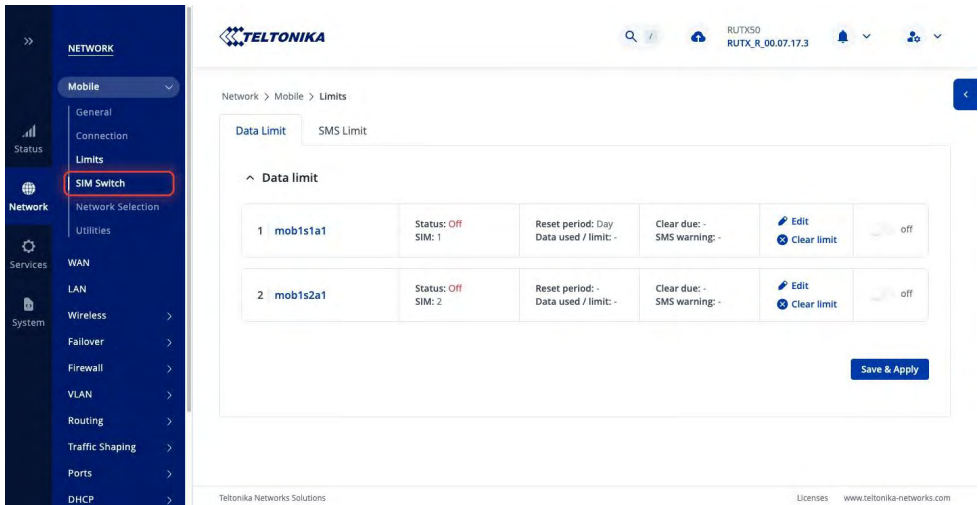 Status
Network
Services
System
NETWORK
Mobile
General
Connection
Limits
SIM Switch
Network Selection
Utilities
WAN
LAN
Wireless
Failover
Firewall
VLAN
Routing
Traffic Shaping
Ports
DHCP
TELTONIKA
/
RUTX50
RUTX_R_00.07.17.3
Network > Mobile > Limits
Data Limit SMS Limit
Data limit
1 mob1s1a1
Status: Off
SIM: 1
Reset period: Day
Data used / limit: -
Clear due: -
SMS warning: -
Edit
Clear limit
off
2 mob1s2a1
Status: Off
SIM: 2
Reset period: -
Data used / limit: -
Clear due: -
SMS warning: -
Edit
Clear limit
off
Save & Apply
Teltonika Networks Solutions
Licenses www.teltonika-networks.com